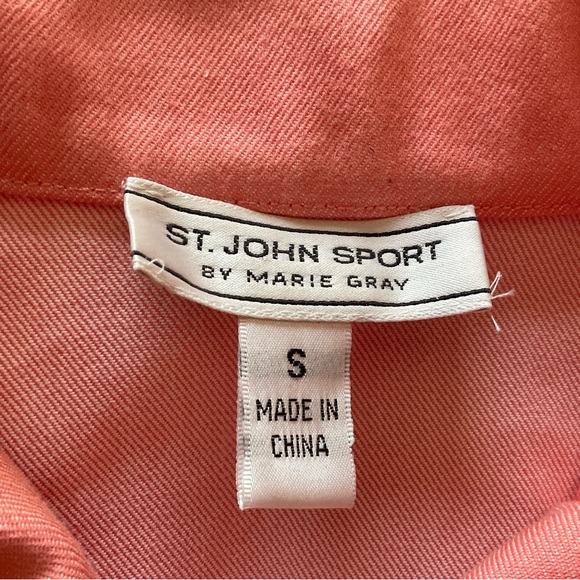 ST. JOHN SPORT
BY MARIE GRAY
S
MADE IN
CHINA